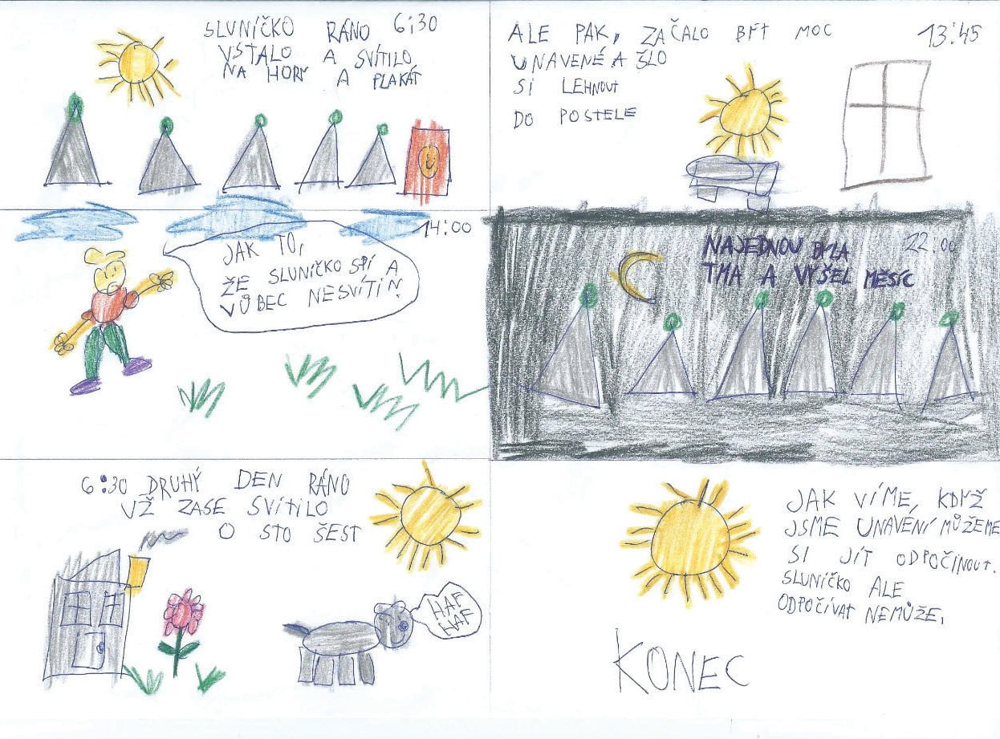 SLUNÍČKO RÁNO 6:30
VSTALO A SVÍTILO
NA HORY A PLAKÁT
ALE PAK, ZAČALO BÝT MOC 13:45
UNAVENÉ A ŠLO
SI LEHNOUT
DO POSTELE
14:00
JAK TO,
ŽE SLUNÍČKO SPÍ A
VŮBEC NESVÍTÍ?!
NAJEDNOU BYLA 22:00
TMA A VYŠEL MĚSÍC
6:30 DRUHÝ DEN RÁNO
UŽ ZASE SVÍTILO
O STO ŠEST
HAF
HAF
JAK VÍME, KDYŽ
JSME UNAVENÍ MŮŽEME
SI JÍT ODPOČINOUT.
SLUNÍČKO ALE
ODPOČÍVAT NEMŮŽE.
KONEC